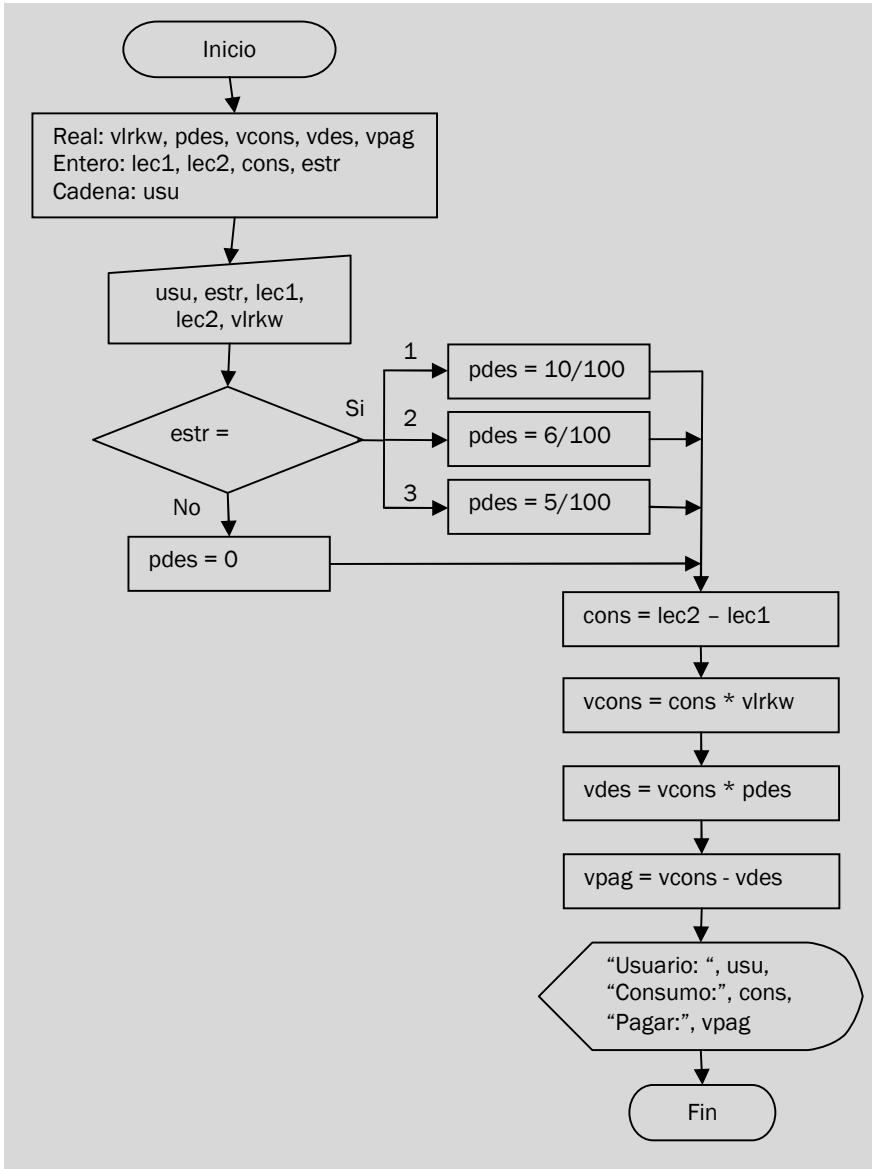 Inicio
Real: vlrkw, pdes, vcons, vdes, vpag
Entero: lec1, lec2, cons, estr
Cadena: usu
usu, estr, lec1,
lec2, vlrkw
estr =
Si
1
pdes = 10/100
2
pdes = 6/100
3
pdes = 5/100
No
pdes = 0
cons = lec2 – lec1
vcons = cons * vlrkw
vdes = vcons * pdes
vpag = vcons - vdes
“Usuario: “, usu,
“Consumo:”, cons,
“Pagar:”, vpag
Fin